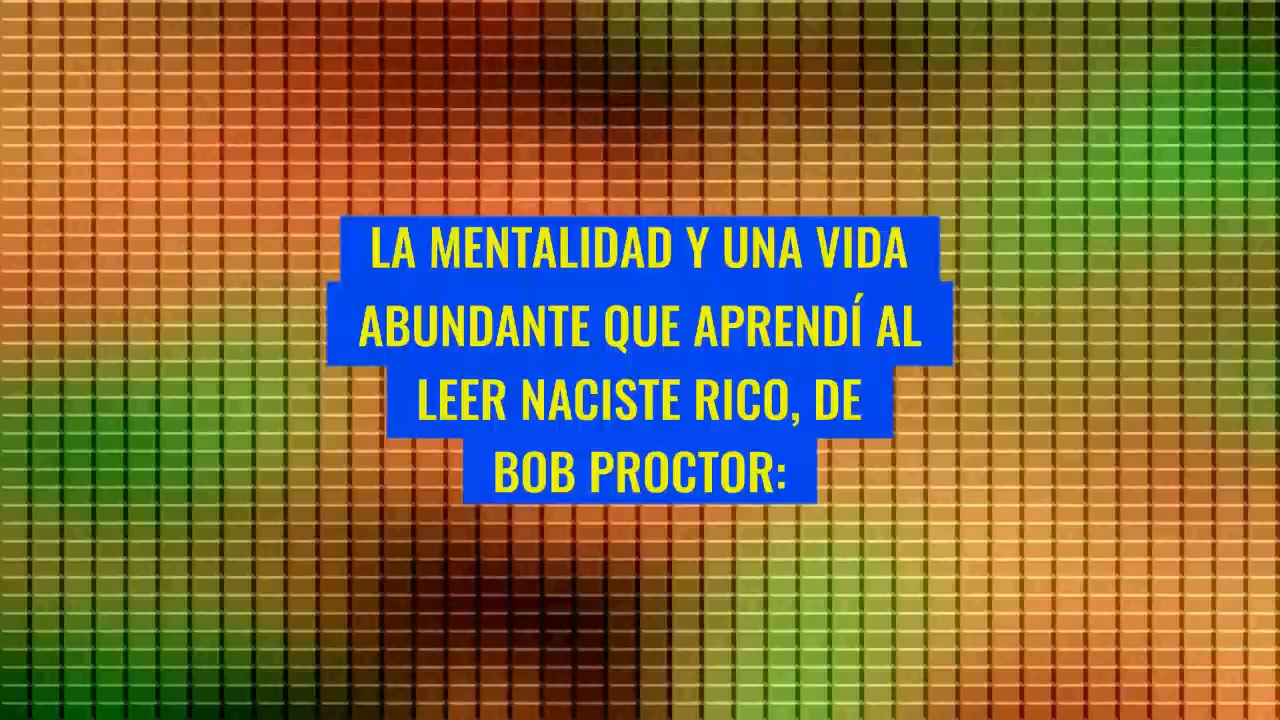 LA MENTALIDAD Y UNA VIDA
ABUNDANTE QUE APRENDÍ AL
LEER NACISTE RICO, DE
BOB PROCTOR: